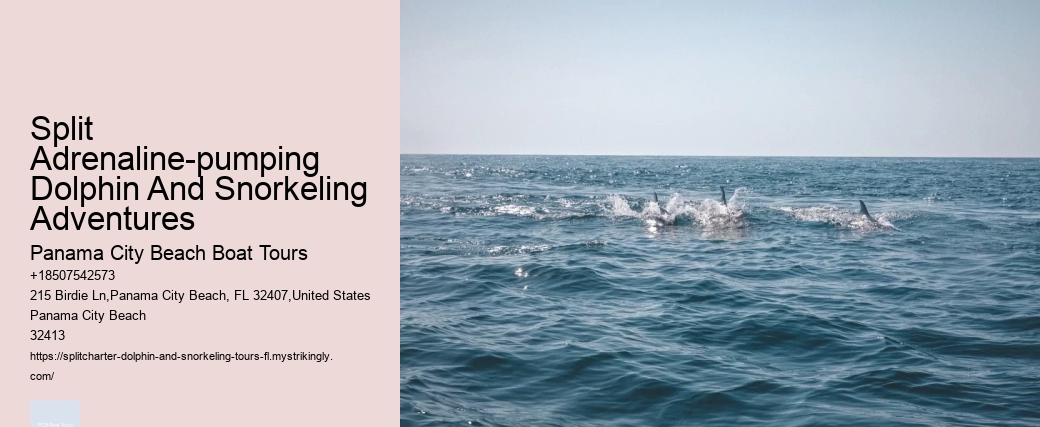 Split
Adrenaline-pumping
Dolphin And Snorkeling
Adventures
Panama City Beach Boat Tours
+18507542573
215 Birdie Ln,Panama City Beach, FL 32407,United States
Panama City Beach
32413
https://splitcharter-dolphin-and-snorkeling-tours-fl.mystrikingly.
com/